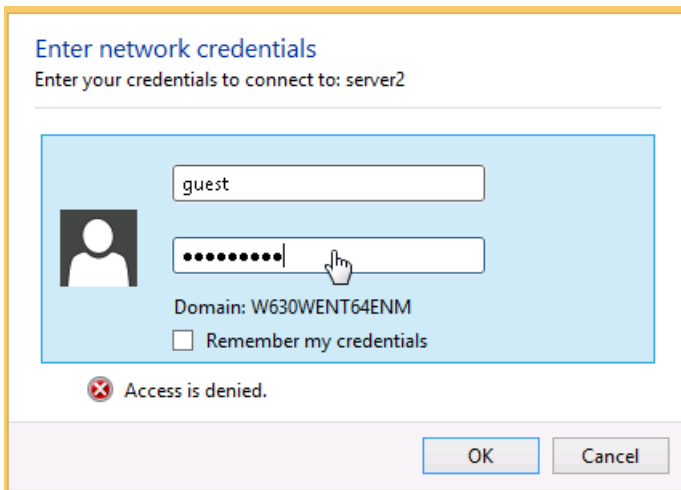 Enter network credentials
Enter your credentials to connect to: server2
guest
●●●●●●●●●
Domain: W630WENT64ENM
Remember my credentials
Access is denied.
OK
Cancel